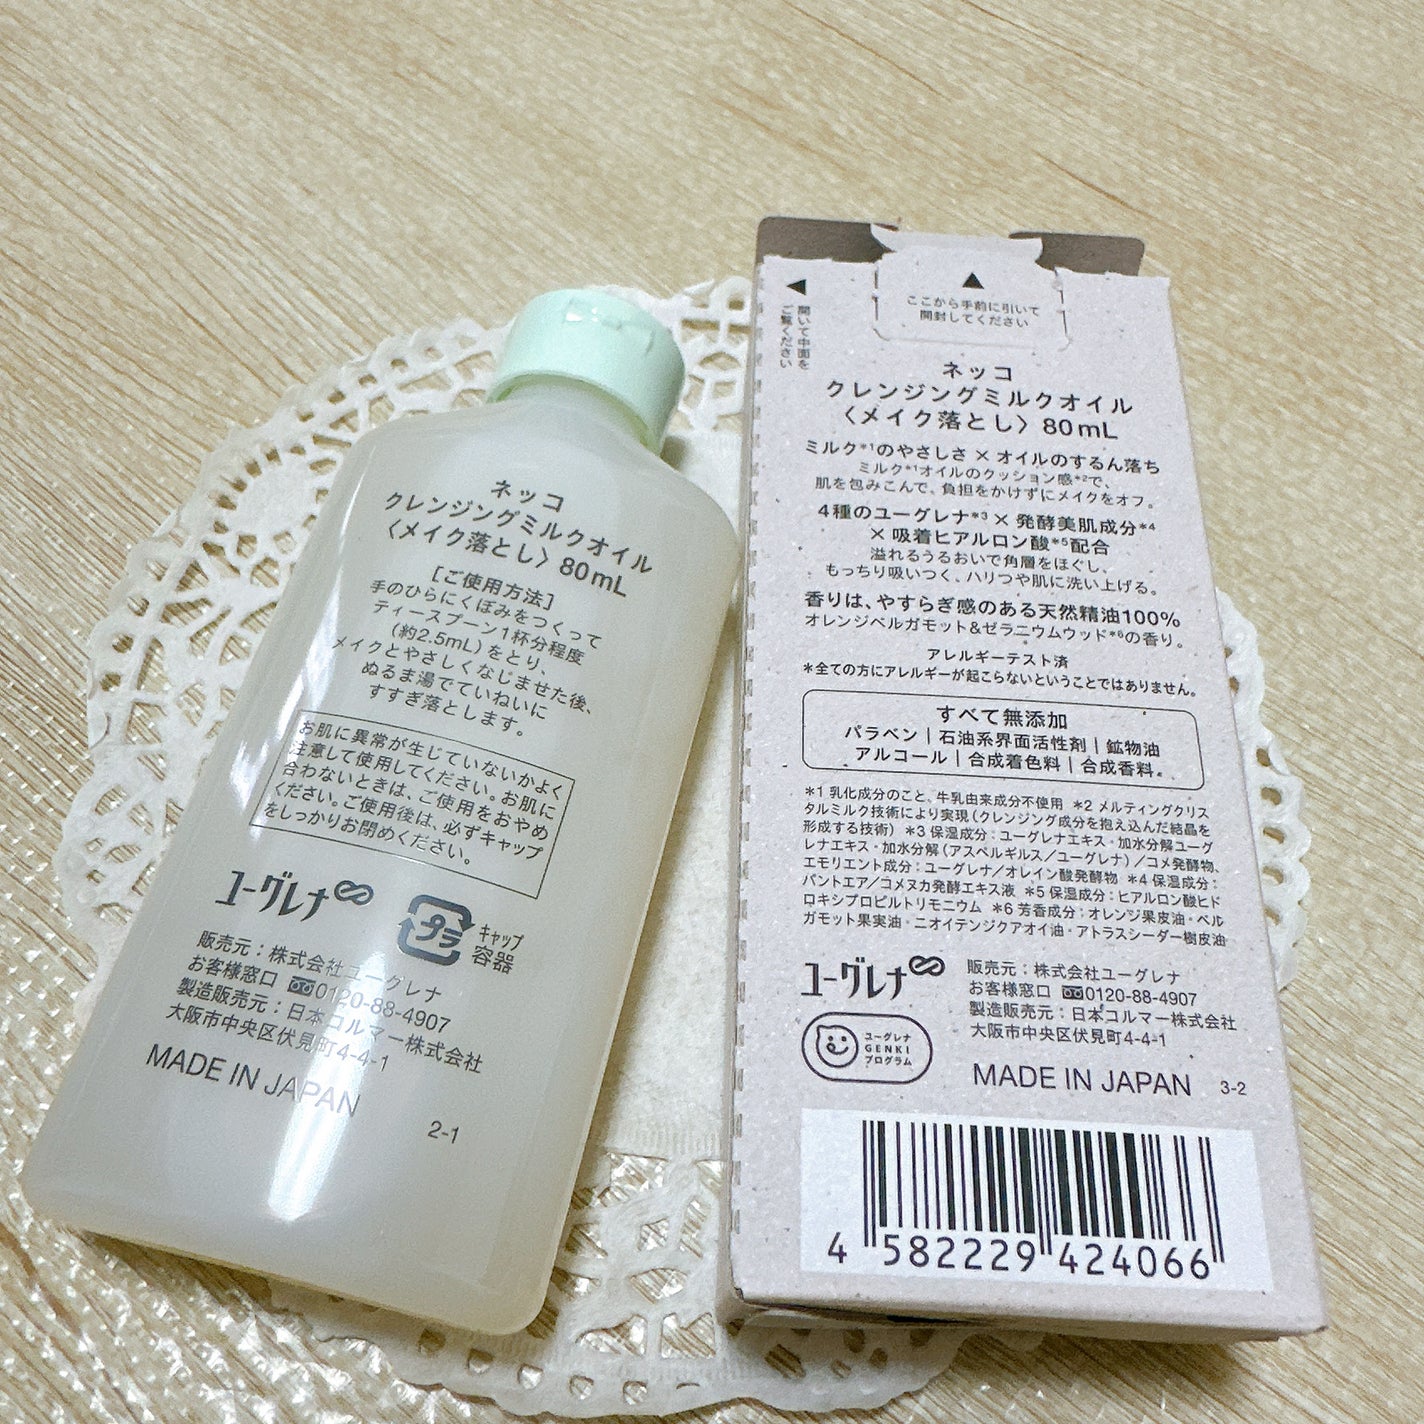 ネッコ
クレンジングミルクオイル
〈メイク落とし〉80mL
[ご使用方法]
手のひらにくぼみをつくって
ティースプーン1杯分程度
(約2.5mL)をとり、
メイクとやさしくなじませた後、
ぬるま湯でていねいに
すすぎ落とします。
お肌に異常が生じていないかよく
注意して使用してください。お肌に
合わないときは、ご使用をおやめ
ください。ご使用後は、必ずキャップ
をしっかりお閉めください。
ユーグレナ
プラ
キャップ
容器
販売元:株式会社ユーグレナ
お客様窓口 0120-88-4907
製造販売元:日本コルマー株式会社
大阪市中央区伏見町4-4-1
MADE IN JAPAN
2-1
◀開いて中面を
ご覧ください
▲
ここから手前に引いて
開封してください
ネッコ
クレンジングミルクオイル
〈メイク落とし〉80mL
ミルク*1のやさしさ×オイルのするん落ち
ミルク*1オイルのクッション感*2で、
肌を包みこんで、負担をかけずにメイクをオフ。
4種のユーグレナ*3×発酵美肌成分*4
×吸着ヒアルロン酸*5配合
溢れるうるおいで角層をほぐし、
もっちり吸いつく、ハリつや肌に洗い上げる。
香りは、やすらぎ感のある天然精油100%
オレンジベルガモット&ゼラニウムウッド*6の香り。
アレルギーテスト済
*全ての方にアレルギーが起こらないということではありません。
すべて無添加
パラベン|石油系界面活性剤|鉱物油
アルコール|合成着色料|合成香料
*1 乳化成分のこと、牛乳由来成分不使用 *2 メルティングクリス
タルミルク技術により実現(クレンジング成分を抱え込んだ結晶を
形成する技術) *3 保湿成分:ユーグレナエキス・加水分解ユーグ
レナエキス・加水分解(アスペルギルス/ユーグレナ)/コメ発酵物、
エモリエント成分:ユーグレナ/オレイン酸発酵物 *4 保湿成分:
パントエア/コメヌカ発酵エキス液 *5 保湿成分:ヒアルロン酸ヒド
ロキシプロピルトリモニウム *6 芳香成分:オレンジ果皮油・ベル
ガモット果実油・ニオイテンジクアオイ油・アトラスシーダー樹皮油
ユーグレナ
ユーグレナ
GENKI
プログラム
販売元:株式会社ユーグレナ
お客様窓口 0120-88-4907
製造販売元:日本コルマー株式会社
大阪市中央区伏見町4-4-1
MADE IN JAPAN 3-2
4 582229 424066